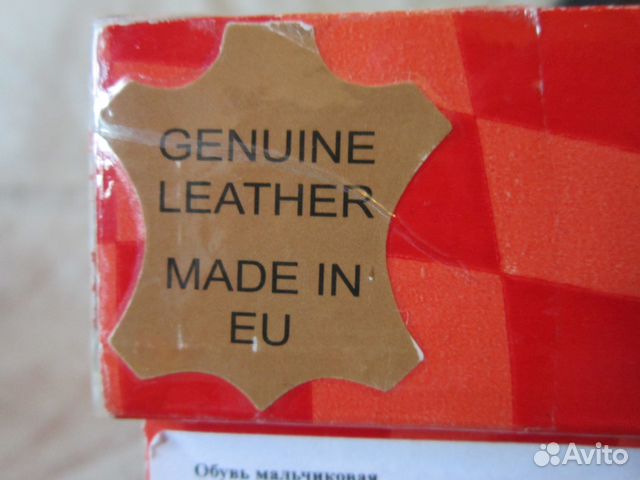 GENUINE
LEATHER
MADE IN
EU
Обувь мальчиковая
Avito